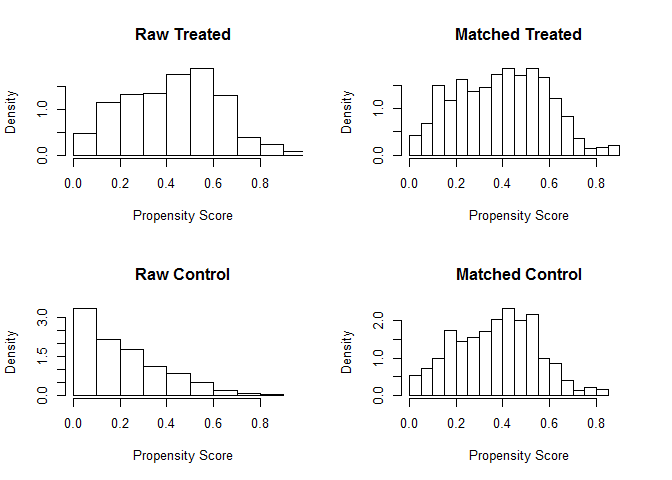 Raw Treated
Density
0.0 1.0
0.0 0.2 0.4 0.6 0.8
Propensity Score
Matched Treated
Density
0.0 1.0
0.0 0.2 0.4 0.6 0.8
Propensity Score
Raw Control
Density
0.0 1.5 3.0
0.0 0.2 0.4 0.6 0.8
Propensity Score
Matched Control
Density
0.0 1.0 2.0
0.0 0.2 0.4 0.6 0.8
Propensity Score